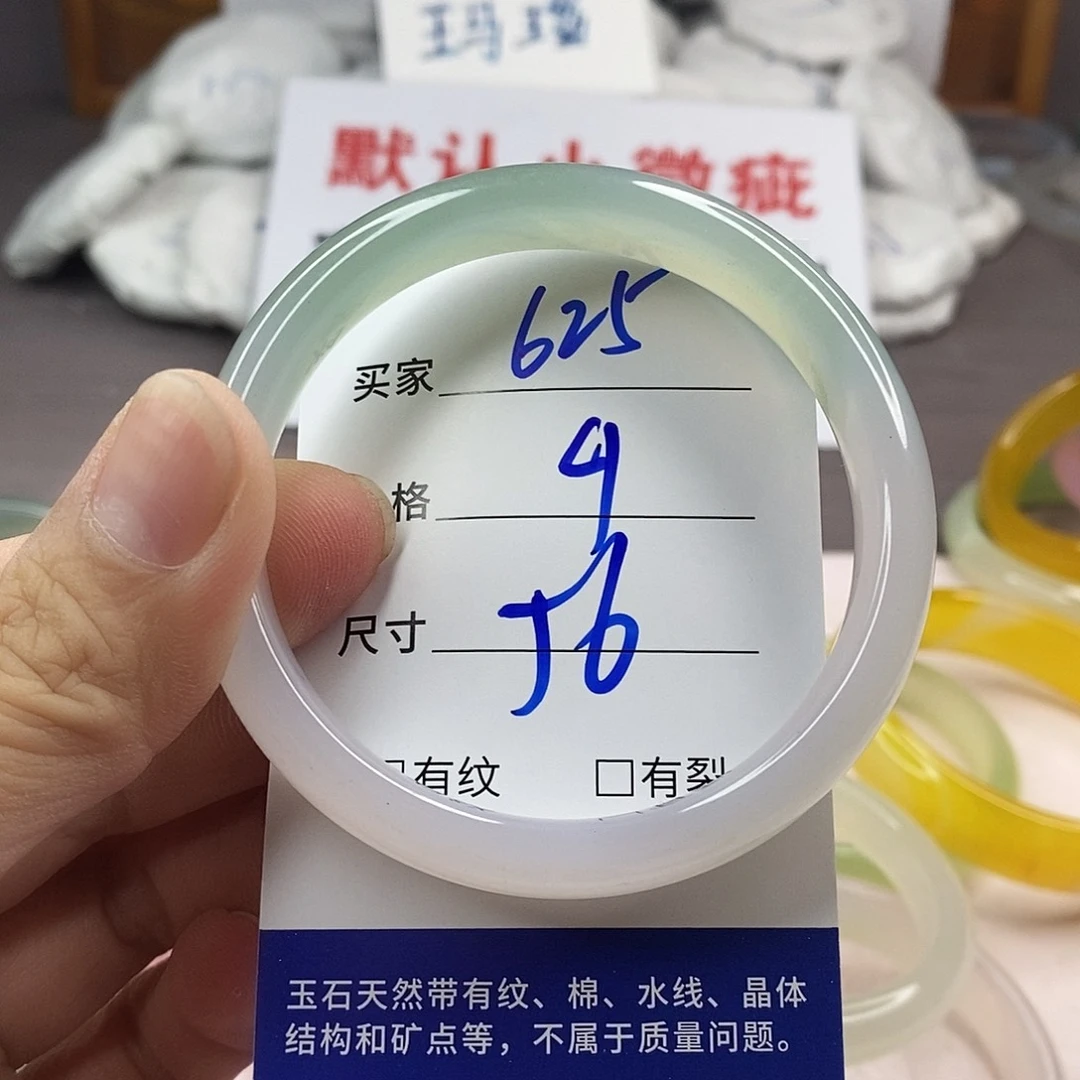 玛瑙
默认小微疵
买家 625
格 9
尺寸 56
□有纹 □有裂
玉石天然带有纹、棉、水线、晶体
结构和矿点等，不属于质量问题。